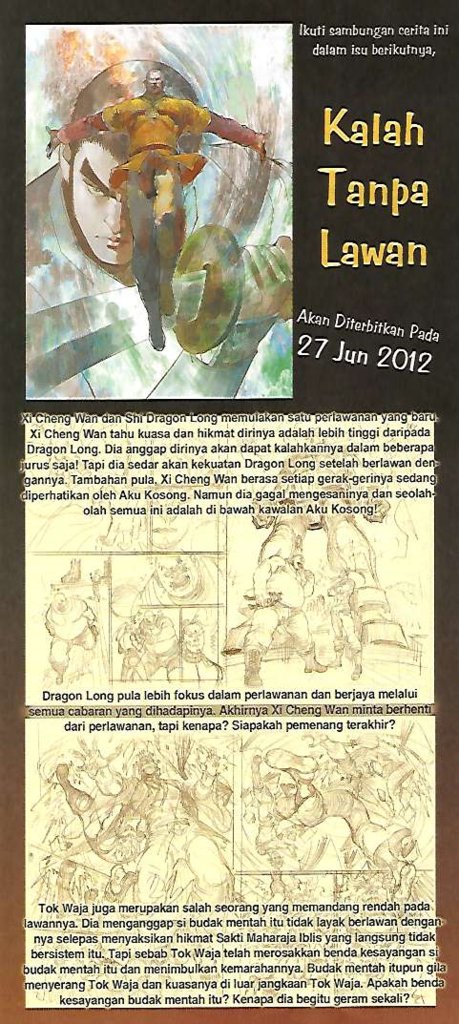 Ikuti sambungan cerita ini
dalam isu berikutnya,
Kalah
Tanpa
Lawan
Akan Diterbitkan Pada
27 Jun 2012
Xi Cheng Wan dan Shi Dragon Long memulakan satu perlawanan yang baru.
Xi Cheng Wan tahu kuasa dan hikmat dirinya adalah lebih tinggi daripada
Dragon Long. Dia anggap dirinya akan dapat kalahkannya dalam beberapa
jurus saja! Tapi dia sedar akan kekuatan Dragon Long setelah berlawan den-
gannya. Tambahan pula, Xi Cheng Wan berasa setiap gerak-gerinya sedang
diperhatikan oleh Aku Kosong. Namun dia gagal mengesaninya dan seolah-
olah semua ini adalah di bawah kawalan Aku Kosong!
Dragon Long pula lebih fokus dalam perlawanan dan berjaya melalui
semua cabaran yang dihadapinya. Akhirnya Xi Cheng Wan minta berhenti
dari perlawanan, tapi kenapa? Siapakah pemenang terakhir?
Tok Waja juga merupakan salah seorang yang memandang rendah pada
lawannya. Dia menganggap si budak mentah itu tidak layak berlawan dengan-
nya selepas menyaksikan hikmat Sakti Maharaja Iblis yang langsung tidak
bersistem itu. Tapi sebab Tok Waja telah merosakkan benda kesayangan si
budak mentah itu dan menimbulkan kemarahannya. Budak mentah itupun gila
menyerang Tok Waja dan kuasanya di luar jangkaan Tok Waja. Apakah benda
kesayangan budak mentah itu? Kenapa dia begitu geram sekali?